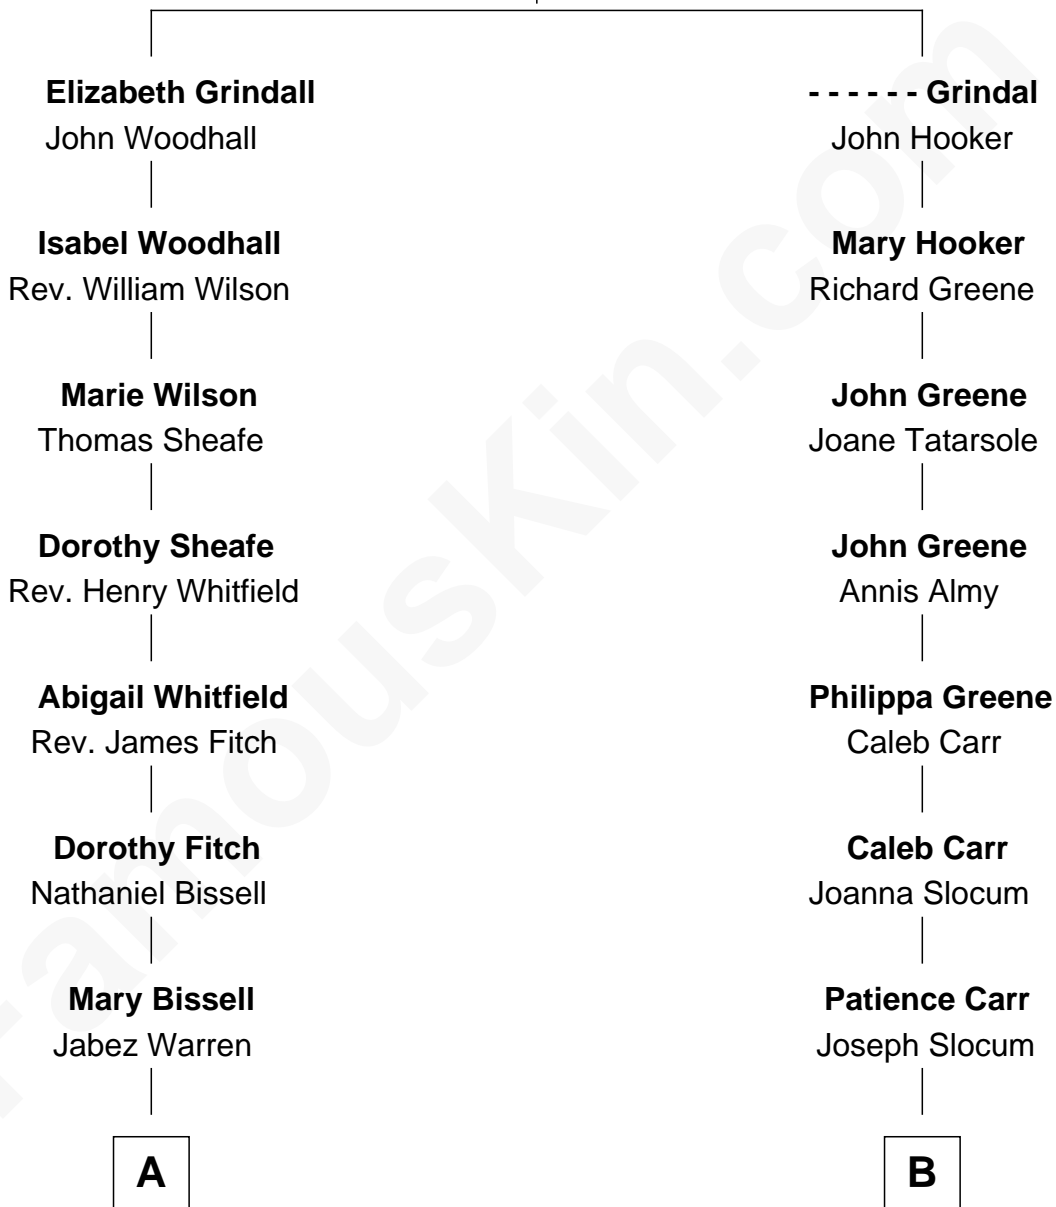 Elizabeth Grindall
John Woodhall
Isabel Woodhall
Rev. William Wilson
Marie Wilson
Thomas Sheafe
Dorothy Sheafe
Rev. Henry Whitfield
Abigail Whitfield
Rev. James Fitch
Dorothy Fitch
Nathaniel Bissell
Mary Bissell
Jabez Warren
A
- - - - - - Grindal
John Hooker
Mary Hooker
Richard Greene
John Greene
Joane Tatarsole
John Greene
Annis Almy
Philippa Greene
Caleb Carr
Caleb Carr
Joanna Slocum
Patience Carr
Joseph Slocum
B
FamousKin.com